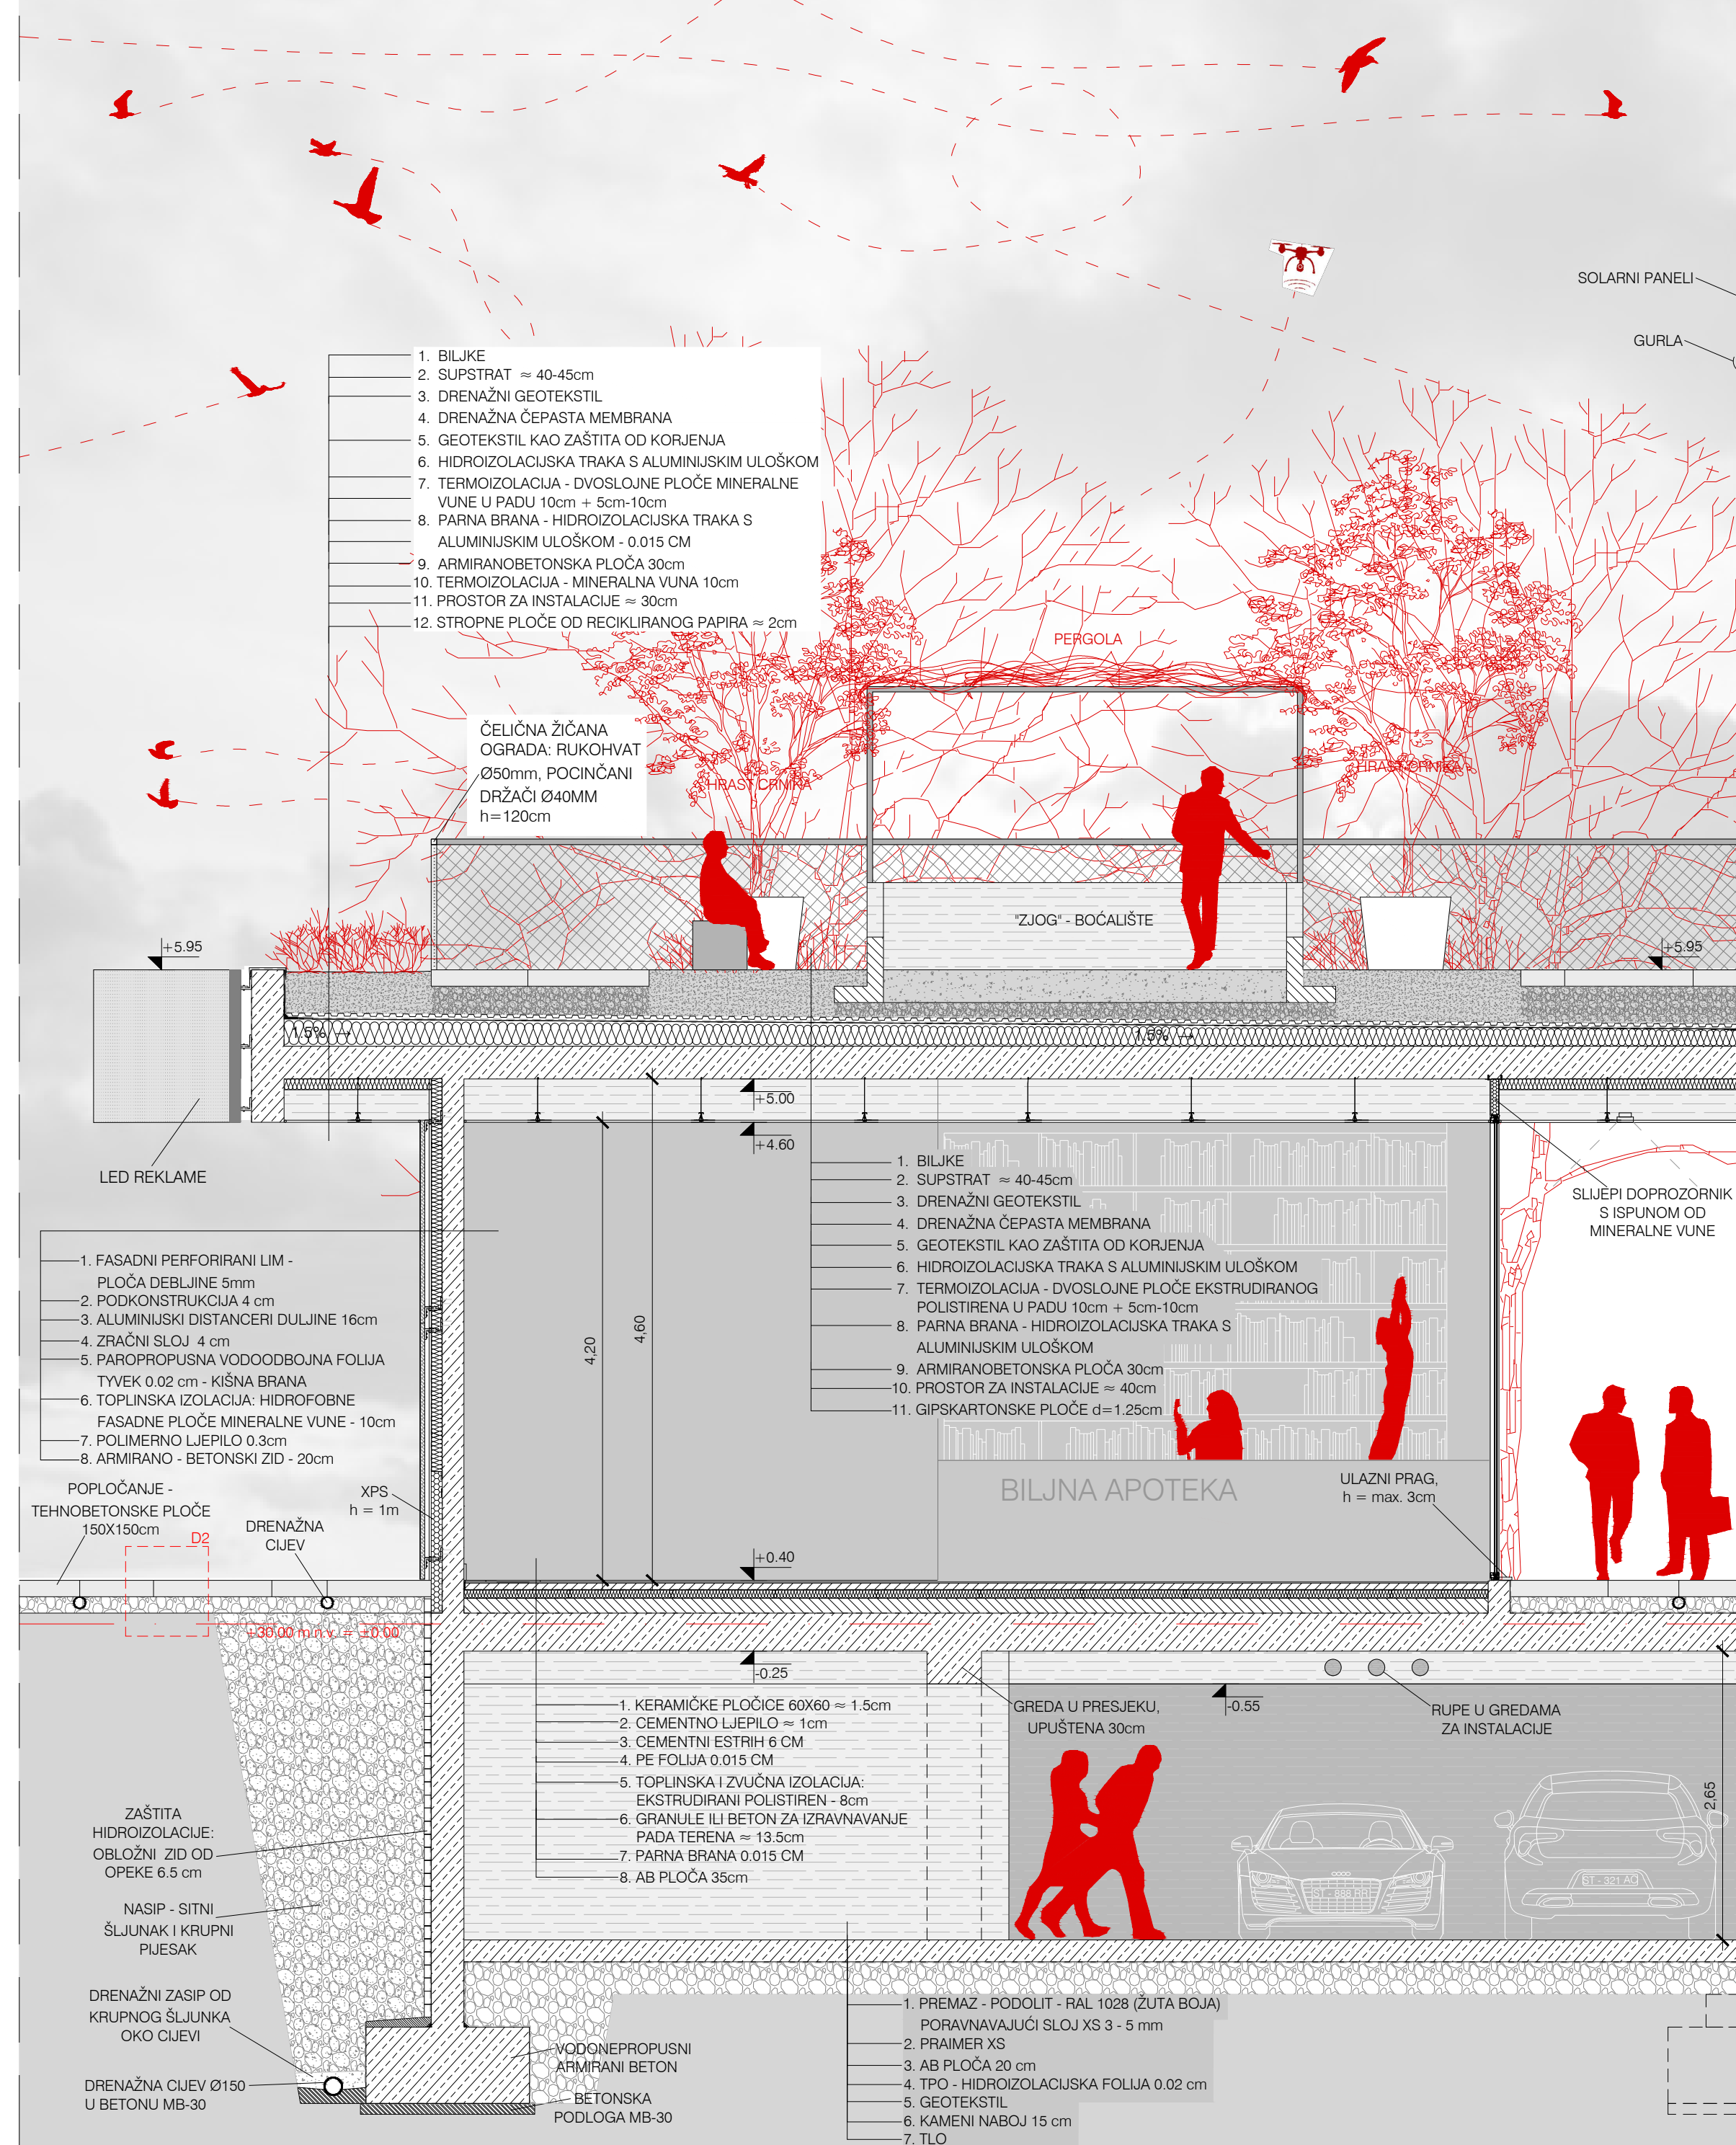 SOLARNI PANELI
GURLA
1. BILJKE
2. SUPSTRAT ≈ 40-45cm
3. DRENAŽNI GEOTEKSTIL
4. DRENAŽNA ČEPASTA MEMBRANA
5. GEOTEKSTIL KAO ZAŠTITA OD KORJENJA
6. HIDROIZOLACIJSKA TRAKA S ALUMINIJSKIM ULOŠKOM
7. TERMOIZOLACIJA - DVOSLOJNE PLOČE MINERALNE
VUNE U PADU 10cm + 5cm-10cm
8. PARNA BRANA - HIDROIZOLACIJSKA TRAKA S
ALUMINIJSKIM ULOŠKOM - 0.015 CM
9. ARMIRANOBETONSKA PLOČA 30cm
10. TERMOIZOLACIJA - MINERALNA VUNA 10cm
11. PROSTOR ZA INSTALACIJE ≈ 30cm
12. STROPNE PLOČE OD RECIKLIRANOG PAPIRA ≈ 2cm
PERGOLA
ČELIČNA ŽIČANA
OGRADA: RUKOHVAT
Ø50mm, POCINČANI
DRŽAČI Ø40MM
h=120cm
HRAST CRNIKA
HRAST CRNIKA
"ZJOG" - BOĆALIŠTE
+5.95
+5.95
1.5% →
1.5% →
+5.00
+4.60
LED REKLAME
1. BILJKE
2. SUPSTRAT ≈ 40-45cm
3. DRENAŽNI GEOTEKSTIL
4. DRENAŽNA ČEPASTA MEMBRANA
5. GEOTEKSTIL KAO ZAŠTITA OD KORJENJA
6. HIDROIZOLACIJSKA TRAKA S ALUMINIJSKIM ULOŠKOM
7. TERMOIZOLACIJA - DVOSLOJNE PLOČE EKSTRUDIRANOG
POLISTIRENA U PADU 10cm + 5cm-10cm
8. PARNA BRANA - HIDROIZOLACIJSKA TRAKA S
ALUMINIJSKIM ULOŠKOM
9. ARMIRANOBETONSKA PLOČA 30cm
10. PROSTOR ZA INSTALACIJE ≈ 40cm
11. GIPSKARTONSKE PLOČE d=1.25cm
SLIJEPI DOPROZORNIK
S ISPUNOM OD
MINERALNE VUNE
4,20
4,60
1. FASADNI PERFORIRANI LIM -
PLOČA DEBLJINE 5mm
2. PODKONSTRUKCIJA 4 cm
3. ALUMINIJSKI DISTANCERI DULJINE 16cm
4. ZRAČNI SLOJ 4 cm
5. PAROPROPUSNA VODOODBOJNA FOLIJA
TYVEK 0.02 cm - KIŠNA BRANA
6. TOPLINSKA IZOLACIJA: HIDROFOBNE
FASADNE PLOČE MINERALNE VUNE - 10cm
7. POLIMERNO LJEPILO 0.3cm
8. ARMIRANO - BETONSKI ZID - 20cm
POPLOČANJE -
TEHNOBETONSKE PLOČE
150X150cm
D2
DRENAŽNA
CIJEV
XPS
h = 1m
BILJNA APOTEKA
ULAZNI PRAG,
h = max. 3cm
+0.40
+30.00 m.n.v. = ±0.00
-0.25
-0.55
1. KERAMIČKE PLOČICE 60X60 ≈ 1.5cm
2. CEMENTNO LJEPILO ≈ 1cm
3. CEMENTNI ESTRIH 6 CM
4. PE FOLIJA 0.015 CM
5. TOPLINSKA I ZVUČNA IZOLACIJA:
EKSTRUDIRANI POLISTIREN - 8cm
6. GRANULE ILI BETON ZA IZRAVNAVANJE
PADA TERENA ≈ 13.5cm
7. PARNA BRANA 0.015 CM
8. AB PLOČA 35cm
GREDA U PRESJEKU,
UPUŠTENA 30cm
RUPE U GREDAMA
ZA INSTALACIJE
2,65
ST - 888 RR
ST - 321 AC
ZAŠTITA
HIDROIZOLACIJE:
OBLOŽNI ZID OD
OPEKE 6.5 cm
NASIP - SITNI
ŠLJUNAK I KRUPNI
PIJESAK
DRENAŽNI ZASIP OD
KRUPNOG ŠLJUNKA
OKO CIJEVI
DRENAŽNA CIJEV Ø150
U BETONU MB-30
VODONEPROPUSNI
ARMIRANI BETON
BETONSKA
PODLOGA MB-30
1. PREMAZ - PODOLIT - RAL 1028 (ŽUTA BOJA)
PORAVNAVAJUĆI SLOJ XS 3 - 5 mm
2. PRAIMER XS
3. AB PLOČA 20 cm
4. TPO - HIDROIZOLACIJSKA FOLIJA 0.02 cm
5. GEOTEKSTIL
6. KAMENI NABOJ 15 cm
7. TLO